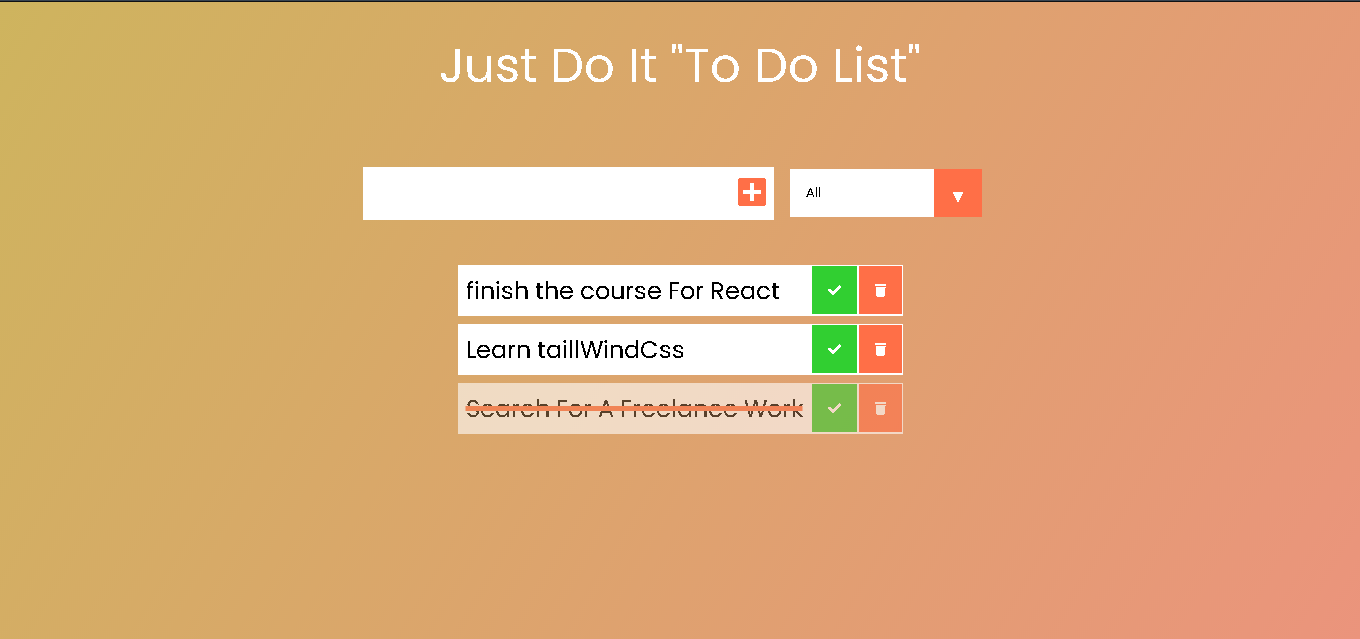 Just Do It "To Do List"
All
finish the course For React
Learn taillWindCss
Search For A Freelance Work